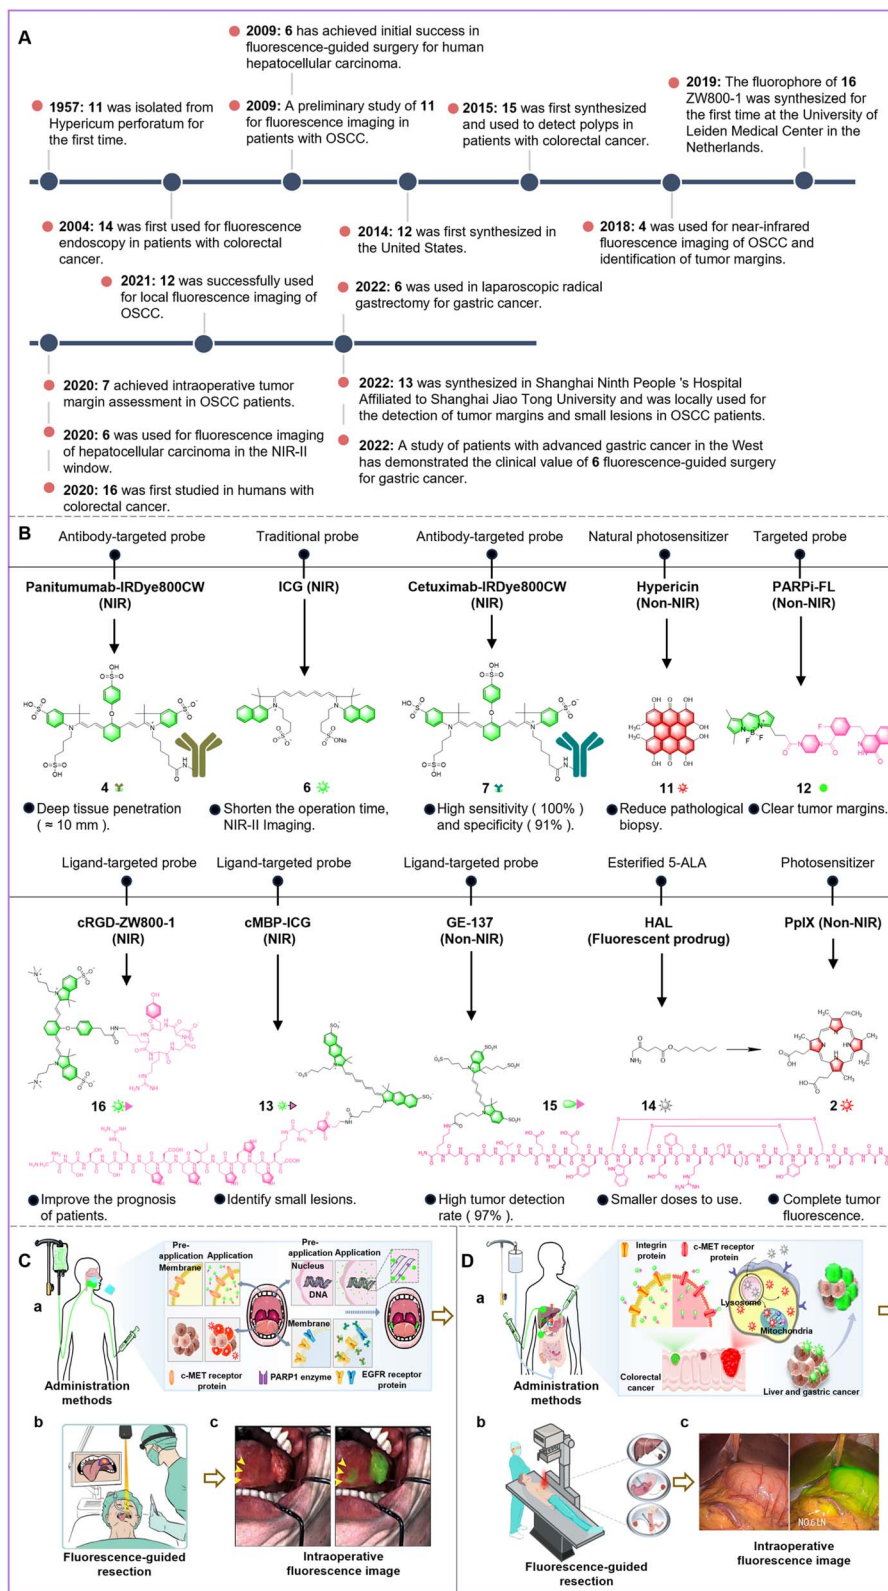 A
2009: 6 has achieved initial success in
fluorescence-guided surgery for human
hepatocellular carcinoma.
1957: 11 was isolated from
Hypericum perforatum for
the first time.
2009: A preliminary study of 11
for fluorescence imaging in
patients with OSCC.
2015: 15 was first synthesized
and used to detect polyps in
patients with colorectal cancer.
2019: The fluorophore of 16
ZW800-1 was synthesized for
the first time at the University of
Leiden Medical Center in the
Netherlands.
2004: 14 was first used for fluorescence
endoscopy in patients with colorectal
cancer.
2014: 12 was first synthesized in
the United States.
2018: 4 was used for near-infrared
fluorescence imaging of OSCC and
identification of tumor margins.
2021: 12 was successfully used
for local fluorescence imaging of
OSCC.
2022: 6 was used in laparoscopic radical
gastrectomy for gastric cancer.
2020: 7 achieved intraoperative tumor
margin assessment in OSCC patients.
2020: 6 was used for fluorescence imaging
of hepatocellular carcinoma in the NIR-II
window.
2020: 16 was first studied in humans with
colorectal cancer.
2022: 13 was synthesized in Shanghai Ninth People 's Hospital
Affiliated to Shanghai Jiao Tong University and was locally used for
the detection of tumor margins and small lesions in OSCC patients.
2022: A study of patients with advanced gastric cancer in the West
has demonstrated the clinical value of 6 fluorescence-guided surgery
for gastric cancer.
B
Antibody-targeted probe
Traditional probe
Antibody-targeted probe
Natural photosensitizer
Targeted probe
Panitumumab-IRDye800CW
(NIR)
ICG (NIR)
Cetuximab-IRDye800CW
(NIR)
Hypericin
(Non-NIR)
PARPi-FL
(Non-NIR)
4
6
7
11
12
Deep tissue penetration
( ≈ 10 mm ).
Shorten the operation time,
NIR-II Imaging.
High sensitivity ( 100% )
and specificity ( 91% ).
Reduce pathological
biopsy.
Clear tumor margins.
Ligand-targeted probe
Ligand-targeted probe
Ligand-targeted probe
Esterified 5-ALA
Photosensitizer
cRGD-ZW800-1
(NIR)
cMBP-ICG
(NIR)
GE-137
(Non-NIR)
HAL
(Fluorescent prodrug)
PpIX (Non-NIR)
16
13
15
14
2
Improve the prognosis
of patients.
Identify small lesions.
High tumor detection
rate ( 97% ).
Smaller doses to use.
Complete tumor
fluorescence.
C
a
Pre-
application
Application
Membrane
Pre-
application
Application
Nucleus
DNA
Membrane
c-MET receptor
protein
PARP1 enzyme
EGFR receptor
protein
Administration
methods
b
Fluorescence-guided
resection
c
Intraoperative
fluorescence image
D
a
Integrin
protein
c-MET receptor
protein
Lysosome
Mitochondria
Colorectal
cancer
Liver and gastric cancer
Administration
methods
b
Fluorescence-guided
resection
c
NO.6 LN
Intraoperative
fluorescence image